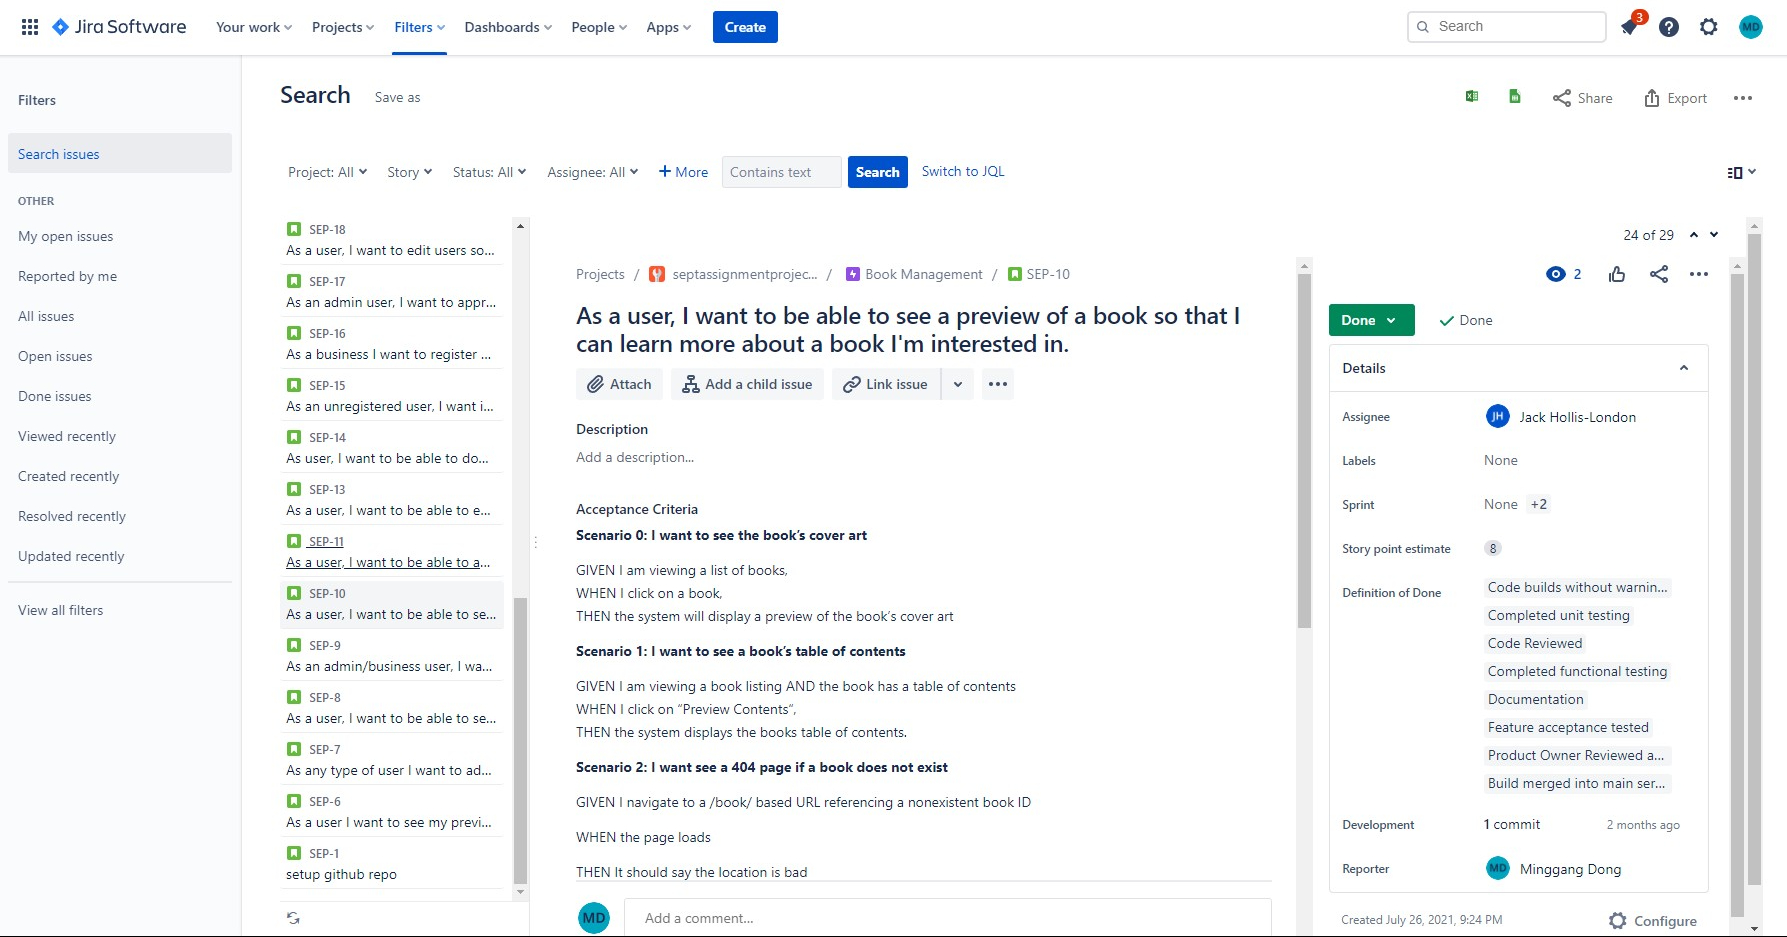 Jira Software
Your work
Projects
Filters
Dashboards
People
Apps
Create
Search
3
MD
Filters
Search issues
OTHER
My open issues
Reported by me
All issues
Open issues
Done issues
Viewed recently
Created recently
Resolved recently
Updated recently
View all filters
Search
Save as
Share
Export
Project: All
Story
Status: All
Assignee: All
+ More
Contains text
Search
Switch to JQL
SEP-18
As a user, I want to edit users so...
SEP-17
As an admin user, I want to appr...
SEP-16
As a business I want to register ...
SEP-15
As an unregistered user, I want i...
SEP-14
As user, I want to be able to do...
SEP-13
As a user, I want to be able to e...
SEP-11
As a user, I want to be able to a...
SEP-10
As a user, I want to be able to se...
SEP-9
As an admin/business user, I wa...
SEP-8
As a user, I want to be able to se...
SEP-7
As any type of user I want to ad...
SEP-6
As a user I want to see my previ...
SEP-1
setup github repo
24 of 29
Projects / septassignmentprojec... / Book Management / SEP-10
As a user, I want to be able to see a preview of a book so that I
can learn more about a book I'm interested in.
Attach
Add a child issue
Link issue
Description
Add a description...
Acceptance Criteria
Scenario 0: I want to see the book’s cover art
GIVEN I am viewing a list of books,
WHEN I click on a book,
THEN the system will display a preview of the book’s cover art
Scenario 1: I want to see a book’s table of contents
GIVEN I am viewing a book listing AND the book has a table of contents
WHEN I click on “Preview Contents“,
THEN the system displays the books table of contents.
Scenario 2: I want see a 404 page if a book does not exist
GIVEN I navigate to a /book/ based URL referencing a nonexistent book ID
WHEN the page loads
THEN It should say the location is bad
MD
Add a comment...
2
Done
Done
Details
Assignee
JH
Jack Hollis-London
Labels
None
Sprint
None +2
Story point estimate
8
Definition of Done
Code builds without warnin...
Completed unit testing
Code Reviewed
Completed functional testing
Documentation
Feature acceptance tested
Product Owner Reviewed a...
Build merged into main ser...
Development
1 commit
2 months ago
Reporter
MD
Minggang Dong
Created July 26, 2021, 9:24 PM
Configure